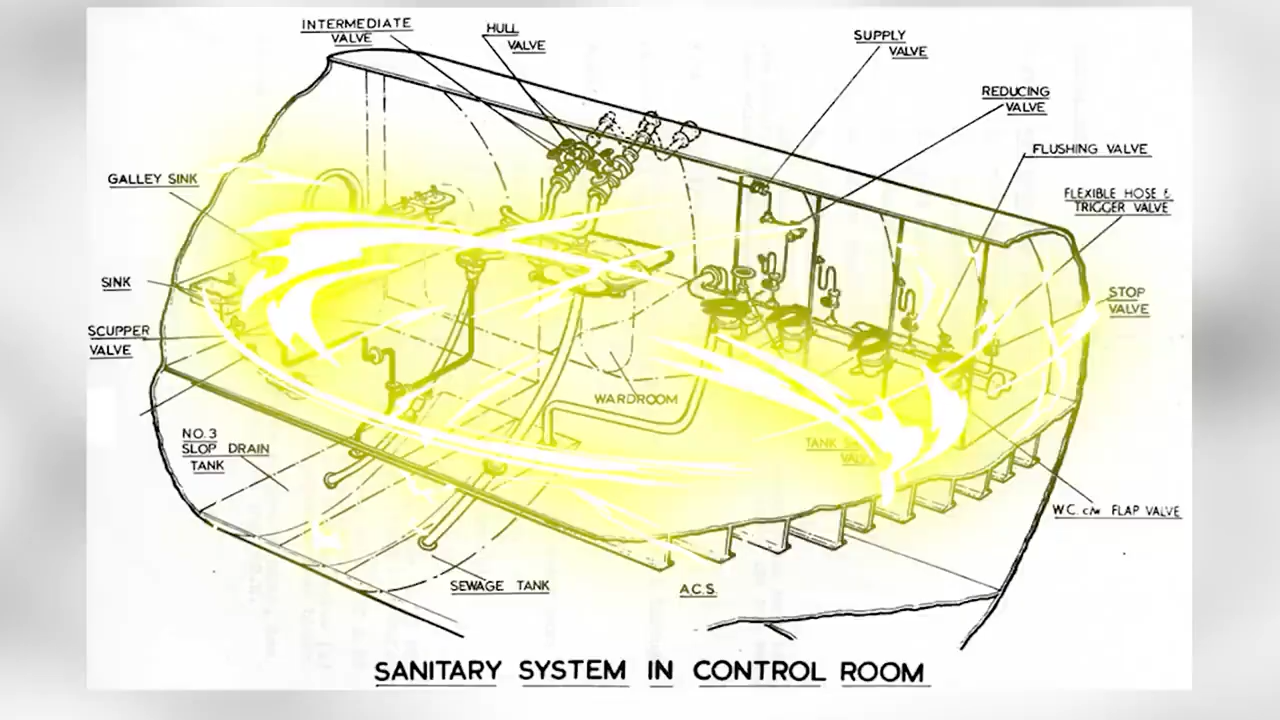 INTERMEDIATE
VALVE
HULL
VALVE
SUPPLY
VALVE
REDUCING
VALVE
FLUSHING VALVE
GALLEY SINK
FLEXIBLE HOSE &
TRIGGER VALVE
SINK
STOP
VALVE
SCUPPER
VALVE
WARDROOM
NO.3
SLOP DRAIN
TANK
TANK
VALVE
W.C. c/w FLAP VALVE
SEWAGE TANK
A.C.S.
SANITARY SYSTEM IN CONTROL ROOM